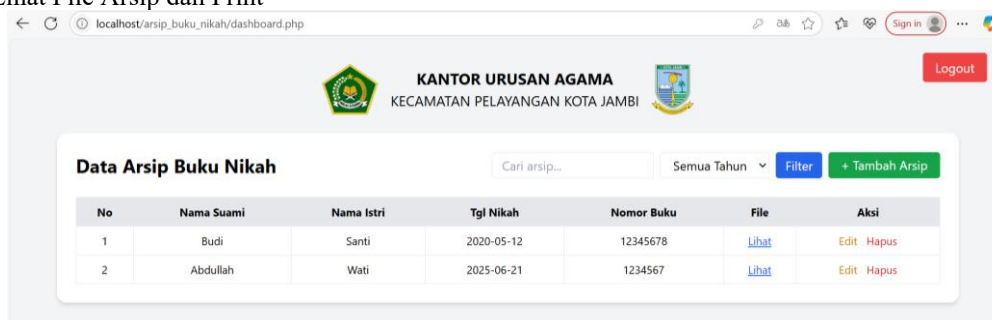 Lihat File Arsip dan Print
localhost/arsip_buku_nikah/dashboard.php
Sign in
Logout
KANTOR URUSAN AGAMA
KECAMATAN PELAYANGAN KOTA JAMBI
Data Arsip Buku Nikah
Cari arsip...
Semua Tahun
Filter
+ Tambah Arsip
No Nama Suami Nama Istri Tgl Nikah Nomor Buku File Aksi
1 Budi Santi 2020-05-12 12345678 Lihat Edit Hapus
2 Abdullah Wati 2025-06-21 1234567 Lihat Edit Hapus